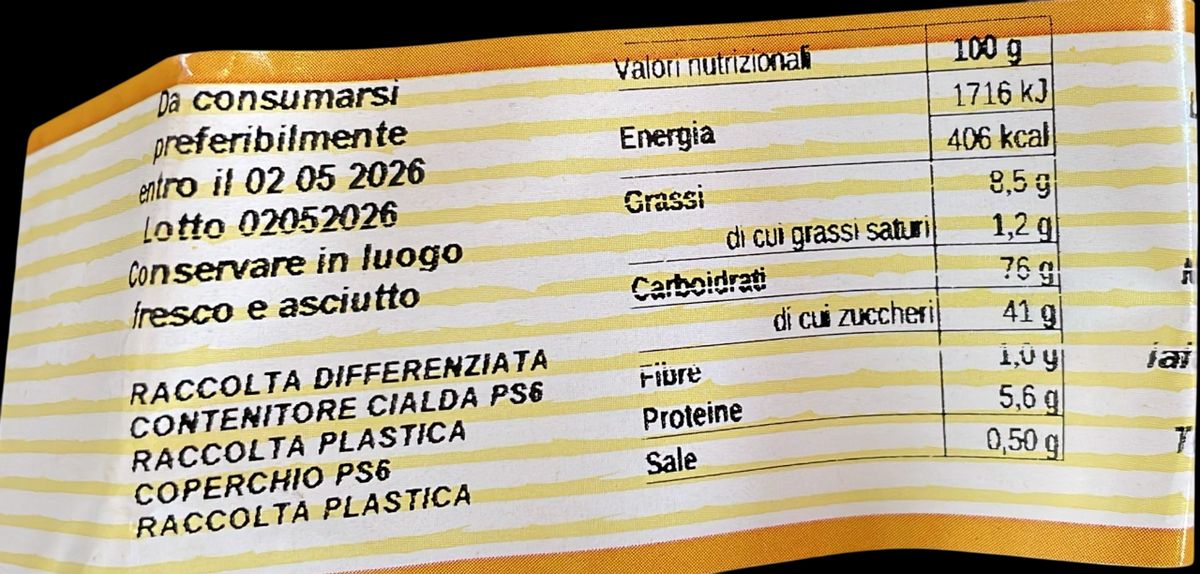 Da consumarsi
preferibilmente
entro il 02 05 2026
Lotto 02052026
Conservare in luogo
fresco e asciutto
RACCOLTA DIFFERENZIATA
CONTENITORE CIALDA PS6
RACCOLTA PLASTICA
COPERCHIO PS6
RACCOLTA PLASTICA
Valori nutrizionali 100 g
1716 kJ
Energia 406 kcal
Grassi 8,5 g
di cui grassi saturi 1,2 g
Carboidrati 76 g
di cui zuccheri 41 g
Fibre 1,0 g
Proteine 5,6 g
Sale 0,50 g